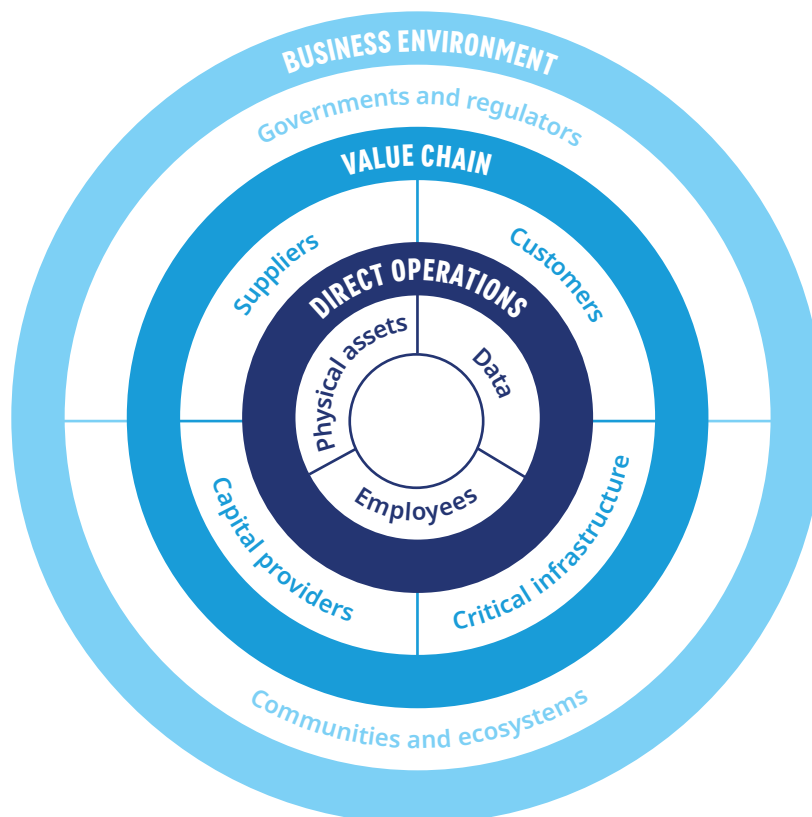 BUSINESS ENVIRONMENT
Governments and regulators
VALUE CHAIN
Suppliers
Customers
DIRECT OPERATIONS
Physical assets
Data
Employees
Capital providers
Critical infrastructure
Communities and ecosystems